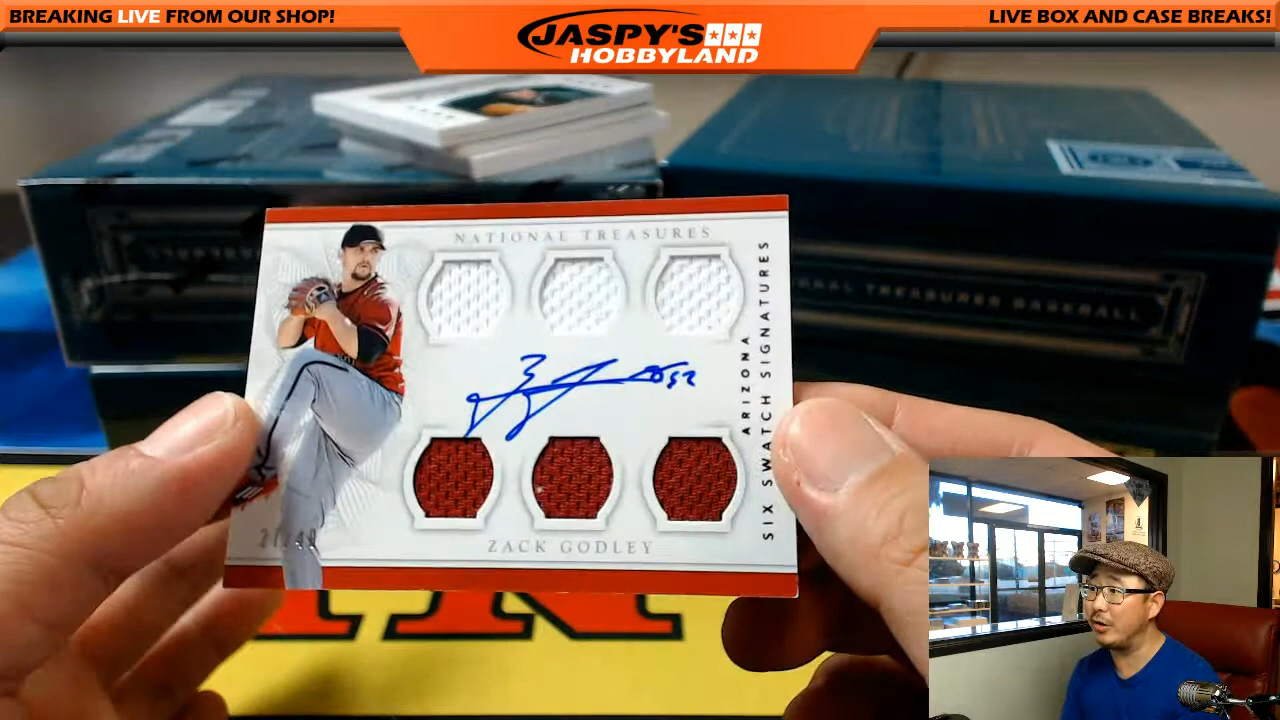 BREAKING LIVE FROM OUR SHOP!
JASPY'S
HOBBYLAND
LIVE BOX AND CASE BREAKS!
NATIONAL TREASURES
ARIZONA
SIX SWATCH SIGNATURES
ZACK GODLEY
TREASURES BASEBALL